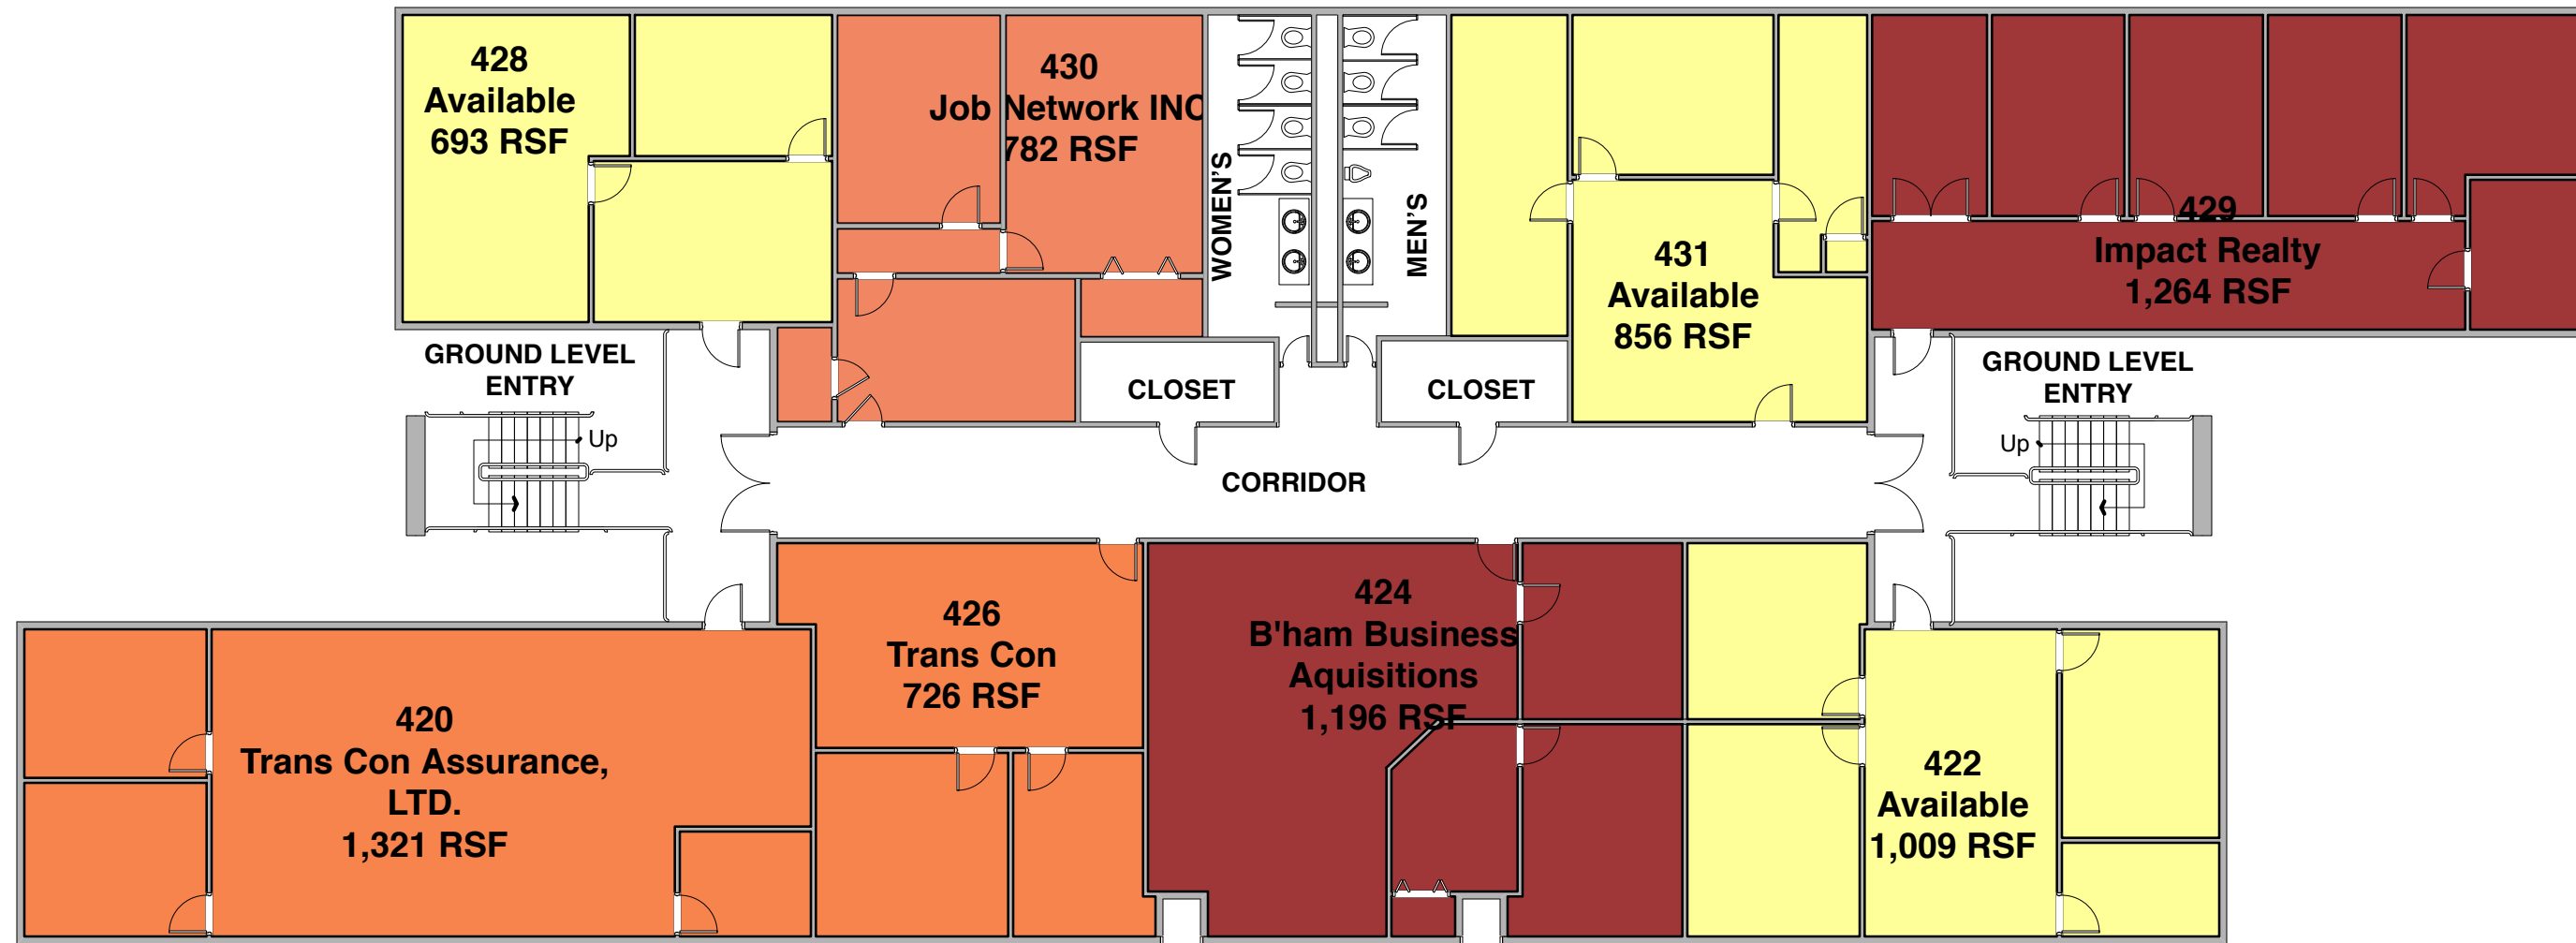 428
Available
693 RSF
430
Job Network INC
782 RSF
WOMEN'S
MEN'S
431
Available
856 RSF
429
Impact Realty
1,264 RSF
GROUND LEVEL
ENTRY
Up
CLOSET
CLOSET
GROUND LEVEL
ENTRY
Up
CORRIDOR
420
Trans Con Assurance,
LTD.
1,321 RSF
426
Trans Con
726 RSF
424
B'ham Business
Aquisitions
1,196 RSF
422
Available
1,009 RSF